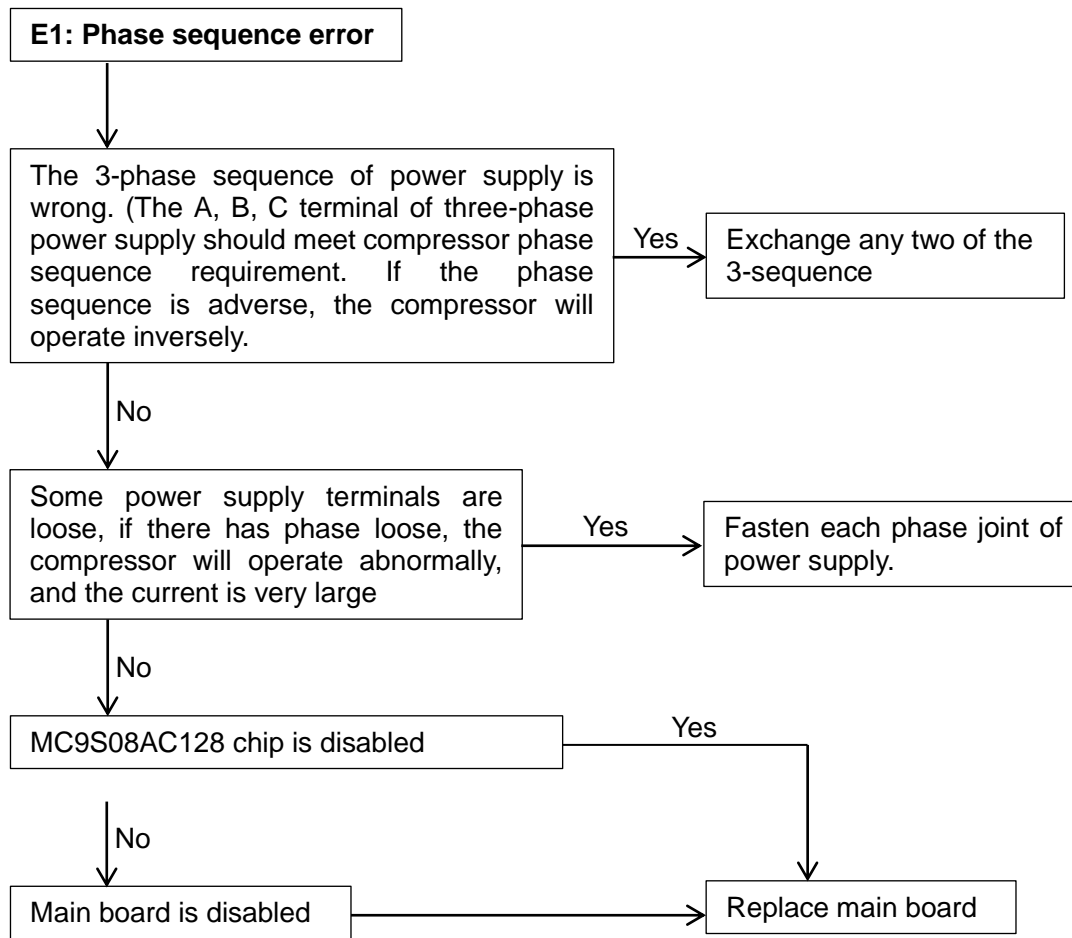 E1: Phase sequence error
The 3-phase sequence of power supply is
wrong. (The A, B, C terminal of three-phase
power supply should meet compressor phase
sequence requirement. If the phase
sequence is adverse, the compressor will
operate inversely.
Yes
Exchange any two of the
3-sequence
No
Some power supply terminals are
loose, if there has phase loose, the
compressor will operate abnormally,
and the current is very large
Yes
Fasten each phase joint of
power supply.
No
MC9S08AC128 chip is disabled
Yes
No
Main board is disabled
Replace main board